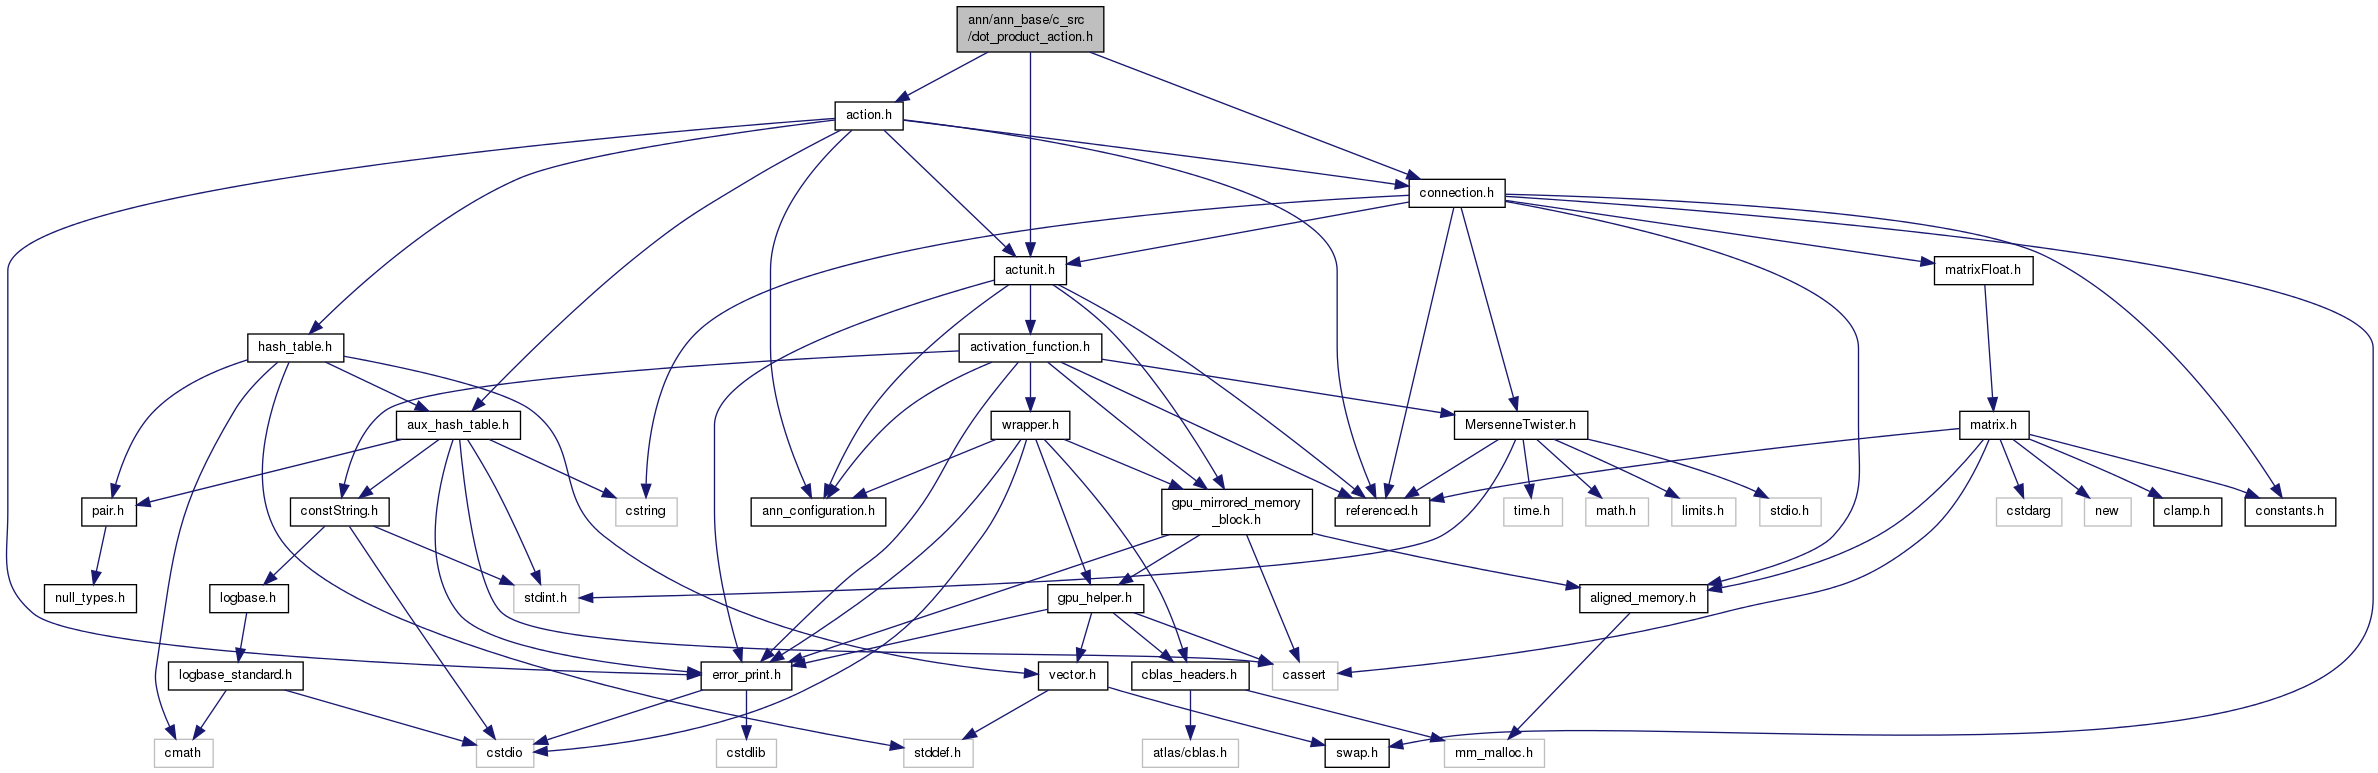 ann/ann_base/c_src
/dot_product_action.h
action.h
connection.h
actunit.h
matrixFloat.h
hash_table.h
activation_function.h
aux_hash_table.h
wrapper.h
MersenneTwister.h
matrix.h
pair.h
constString.h
cstring
ann_configuration.h
gpu_mirrored_memory
_block.h
referenced.h
time.h
math.h
limits.h
stdio.h
cstdarg
new
clamp.h
constants.h
null_types.h
logbase.h
stdint.h
gpu_helper.h
aligned_memory.h
logbase_standard.h
error_print.h
vector.h
cblas_headers.h
cassert
cmath
cstdio
cstdlib
stddef.h
atlas/cblas.h
swap.h
mm_malloc.h